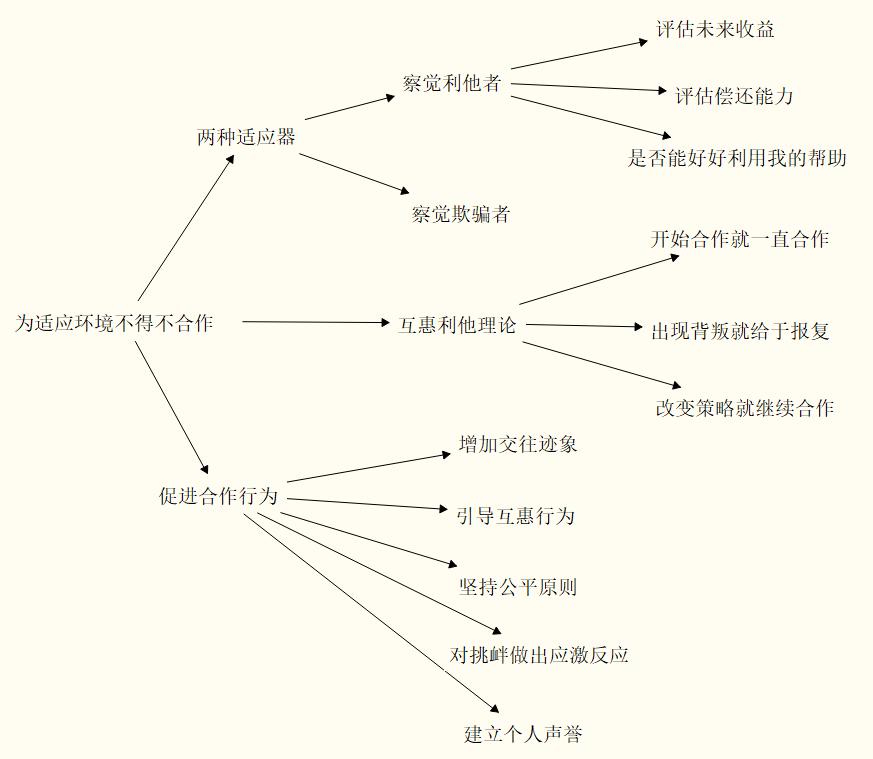 评估未来收益
察觉利他者
评估偿还能力
两种适应器
是否能好好利用我的帮助
察觉欺骗者
开始合作就一直合作
为适应环境不得不合作
互惠利他理论
出现背叛就给于报复
改变策略就继续合作
增加交往迹象
促进合作行为
引导互惠行为
坚持公平原则
对挑衅做出应激反应
建立个人声誉